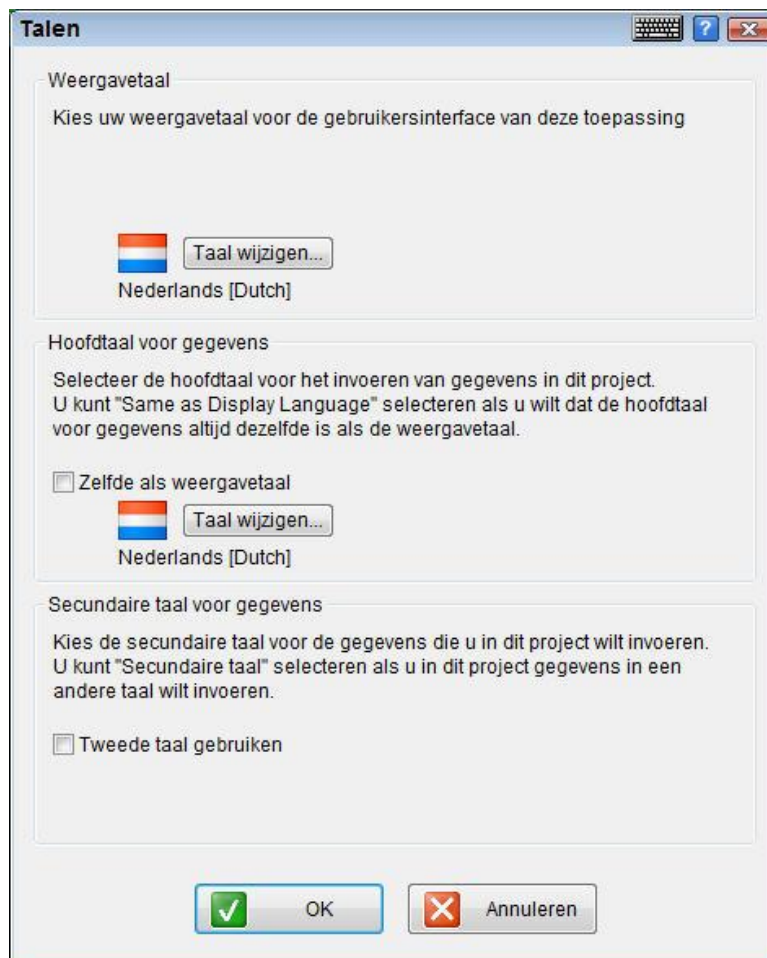 Talen
?
Weergavetaal
Kies uw weergavetaal voor de gebruikersinterface van deze toepassing
Taal wijzigen...
Nederlands [Dutch]
Hoofdtaal voor gegevens
Selecteer de hoofdtaal voor het invoeren van gegevens in dit project.
U kunt "Same as Display Language" selecteren als u wilt dat de hoofdtaal
voor gegevens altijd dezelfde is als de weergavetaal.
Zelfde als weergavetaal
Taal wijzigen...
Nederlands [Dutch]
Secundaire taal voor gegevens
Kies de secundaire taal voor de gegevens die u in dit project wilt invoeren.
U kunt "Secundaire taal" selecteren als u in dit project gegevens in een
andere taal wilt invoeren.
Tweede taal gebruiken
OK
Annuleren